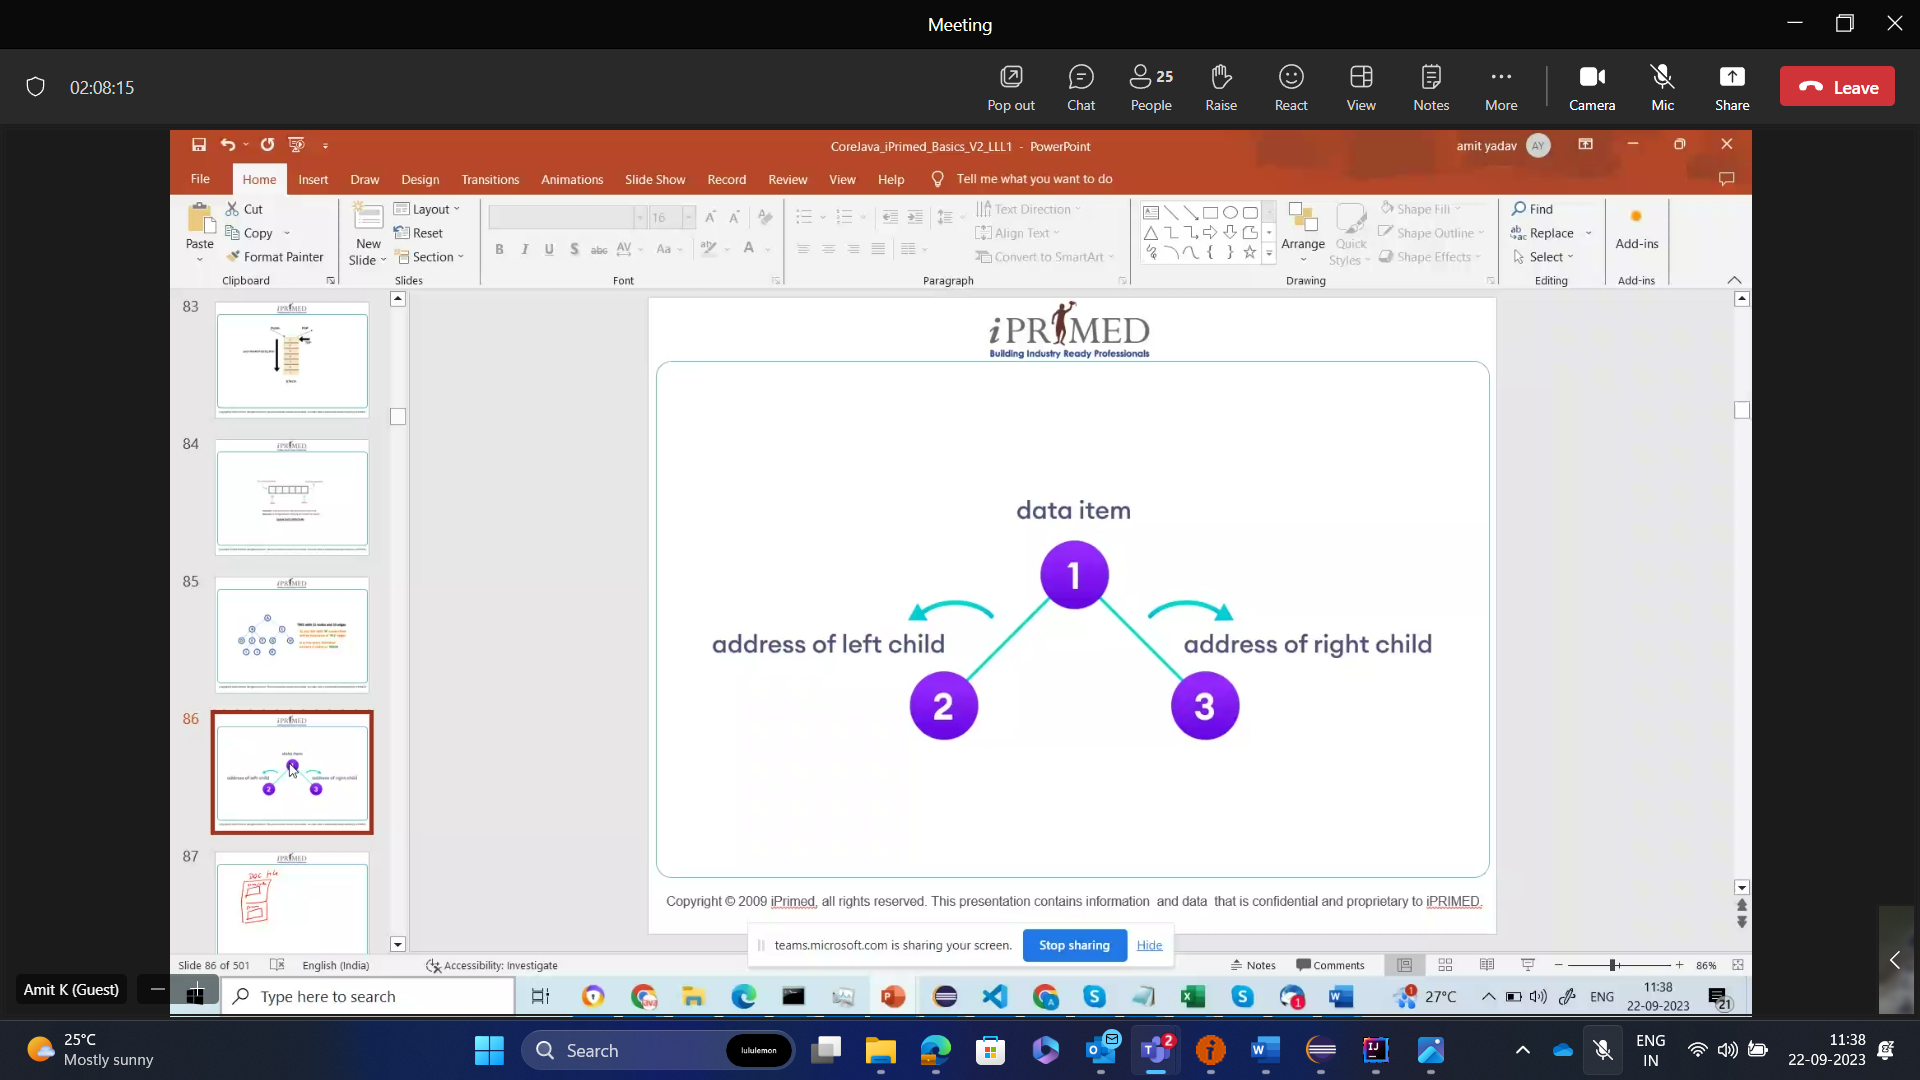 Meeting
02:08:15
Pop out
Chat
25
People
Raise
React
View
Notes
More
Camera
Mic
Share
Leave
CoreJava_iPrimed_Basics_V2_LLL1 - PowerPoint
amit yadav AY
File Home Insert Draw Design Transitions Animations Slide Show Record Review View Help Tell me what you want to do
Paste
Cut
Copy
Format Painter
Clipboard
New Slide
Layout
Reset
Section
Slides
16
Font
Text Direction
Align Text
Convert to SmartArt
Paragraph
Arrange
Quick Styles
Shape Fill
Shape Outline
Shape Effects
Drawing
Find
Replace
Select
Editing
Add-ins
Add-ins
83
84
85
86
87
iPRIMED
Building Industry Ready Professionals
data item
1
address of left child
address of right child
2
3
Copyright © 2009 iPrimed, all rights reserved. This presentation contains information and data that is confidential and proprietary to iPRIMED.
teams.microsoft.com is sharing your screen. Stop sharing Hide
Slide 86 of 501 English (India) Accessibility: Investigate Notes Comments 86%
Amit K (Guest)
Type here to search
27°C
ENG
11:38
22-09-2023
21
25°C
Mostly sunny
Search
lululemon
2
ENG
IN
11:38
22-09-2023